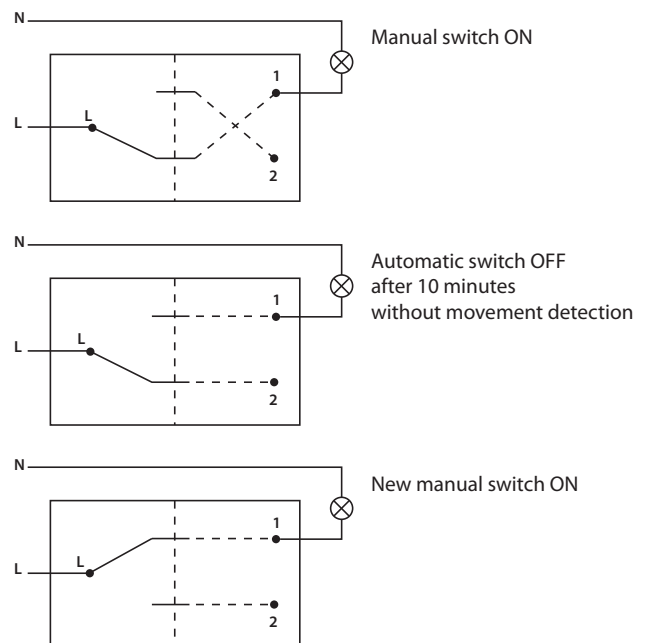 N
Manual switch ON
1
L
L
2
N
Automatic switch OFF
after 10 minutes
without movement detection
1
L
L
2
N
New manual switch ON
1
L
L
2